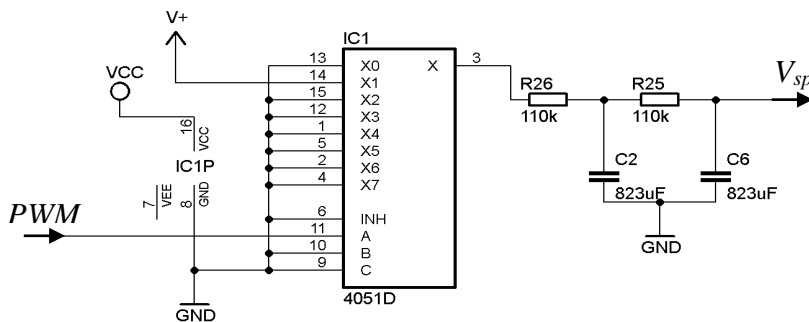 V+
IC1
VCC
13 X0 X 3
14 X1
15 X2
12 X3
1 X4
5 X5
2 X6
4 X7
6 INH
11 A
10 B
9 C
4051D
16 VCC
IC1P
7 VEE
8 GND
PWM
GND
R26
110k
R25
110k
V_sp
C2
823uF
C6
823uF
GND